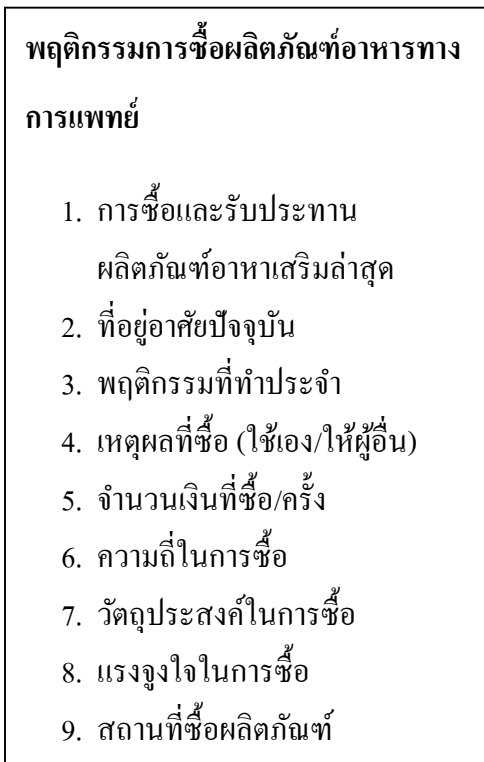 พฤติกรรมการซื้อผลิตภัณฑ์อาหารทาง
การแพทย์
1. การซื้อและรับประทาน
ผลิตภัณฑ์อาหาเสริมล่าสุด
2. ที่อยู่อาศัยปัจจุบัน
3. พฤติกรรมที่ทำประจำ
4. เหตุผลที่ซื้อ (ใช้เอง/ให้ผู้อื่น)
5. จำนวนเงินที่ซื้อ/ครั้ง
6. ความถี่ในการซื้อ
7. วัตถุประสงค์ในการซื้อ
8. แรงจูงใจในการซื้อ
9. สถานที่ซื้อผลิตภัณฑ์